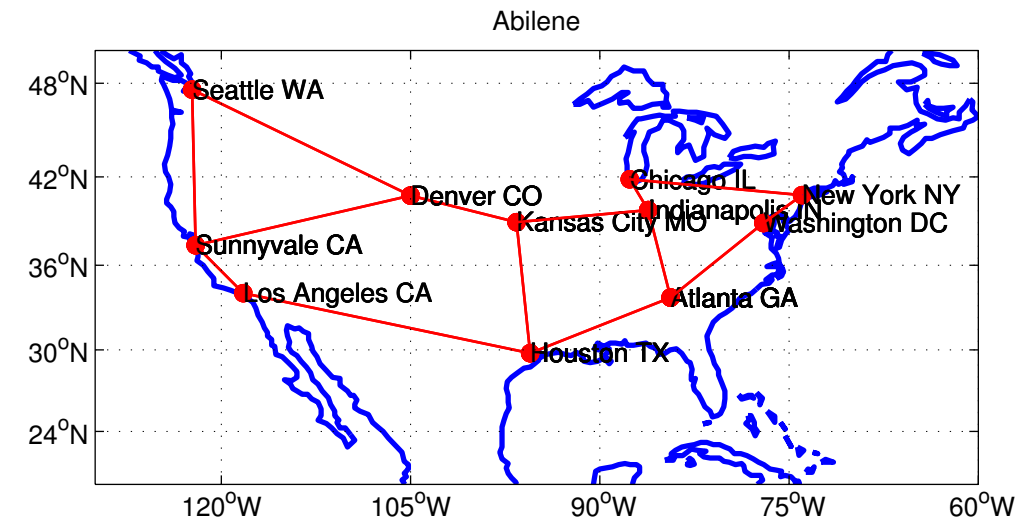 Abilene
48°N
Seattle WA
42°N
Chicago IL
Denver CO
New York NY
Indianapolis IN
Kansas City MO
Washington DC
Sunnyvale CA
36°N
Los Angeles CA
Atlanta GA
30°N
Houston TX
24°N
120°W
105°W
90°W
75°W
60°W